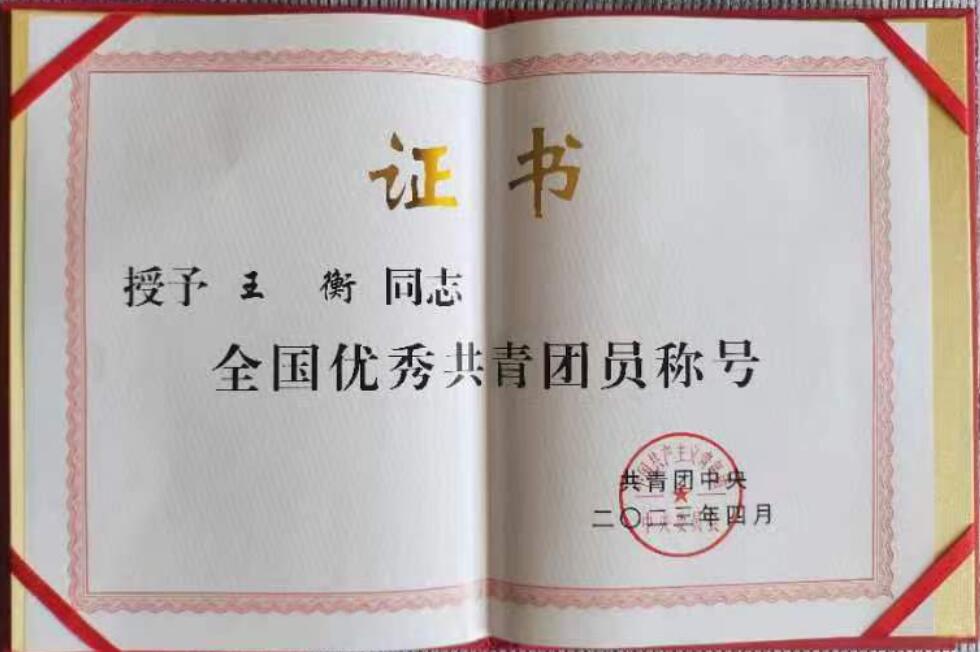 证书
授予 王 衡 同志
全国优秀共青团员称号
共青团中央
二〇二三年四月